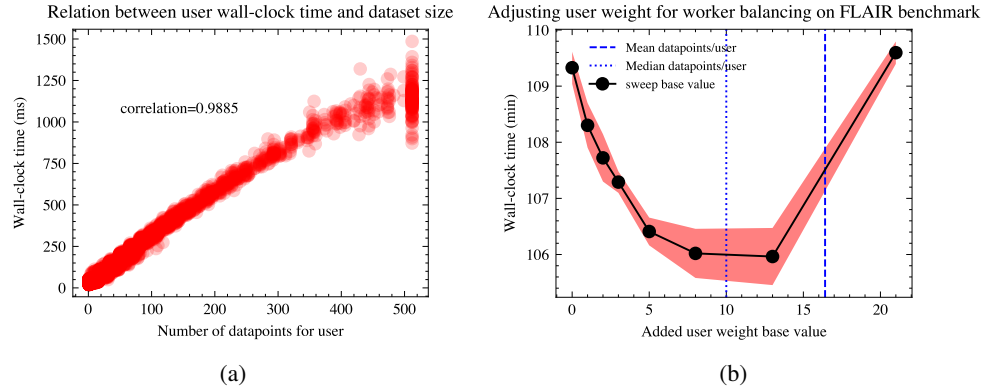 Relation between user wall-clock time and dataset size
1500
1250
1000
750
500
250
0
Wall-clock time (ms)
correlation=0.9885
0 100 200 300 400 500
Number of datapoints for user
(a)
Adjusting user weight for worker balancing on FLAIR benchmark
110
109
108
107
106
Wall-clock time (min)
Mean datapoints/user
Median datapoints/user
sweep base value
0 5 10 15 20
Added user weight base value
(b)